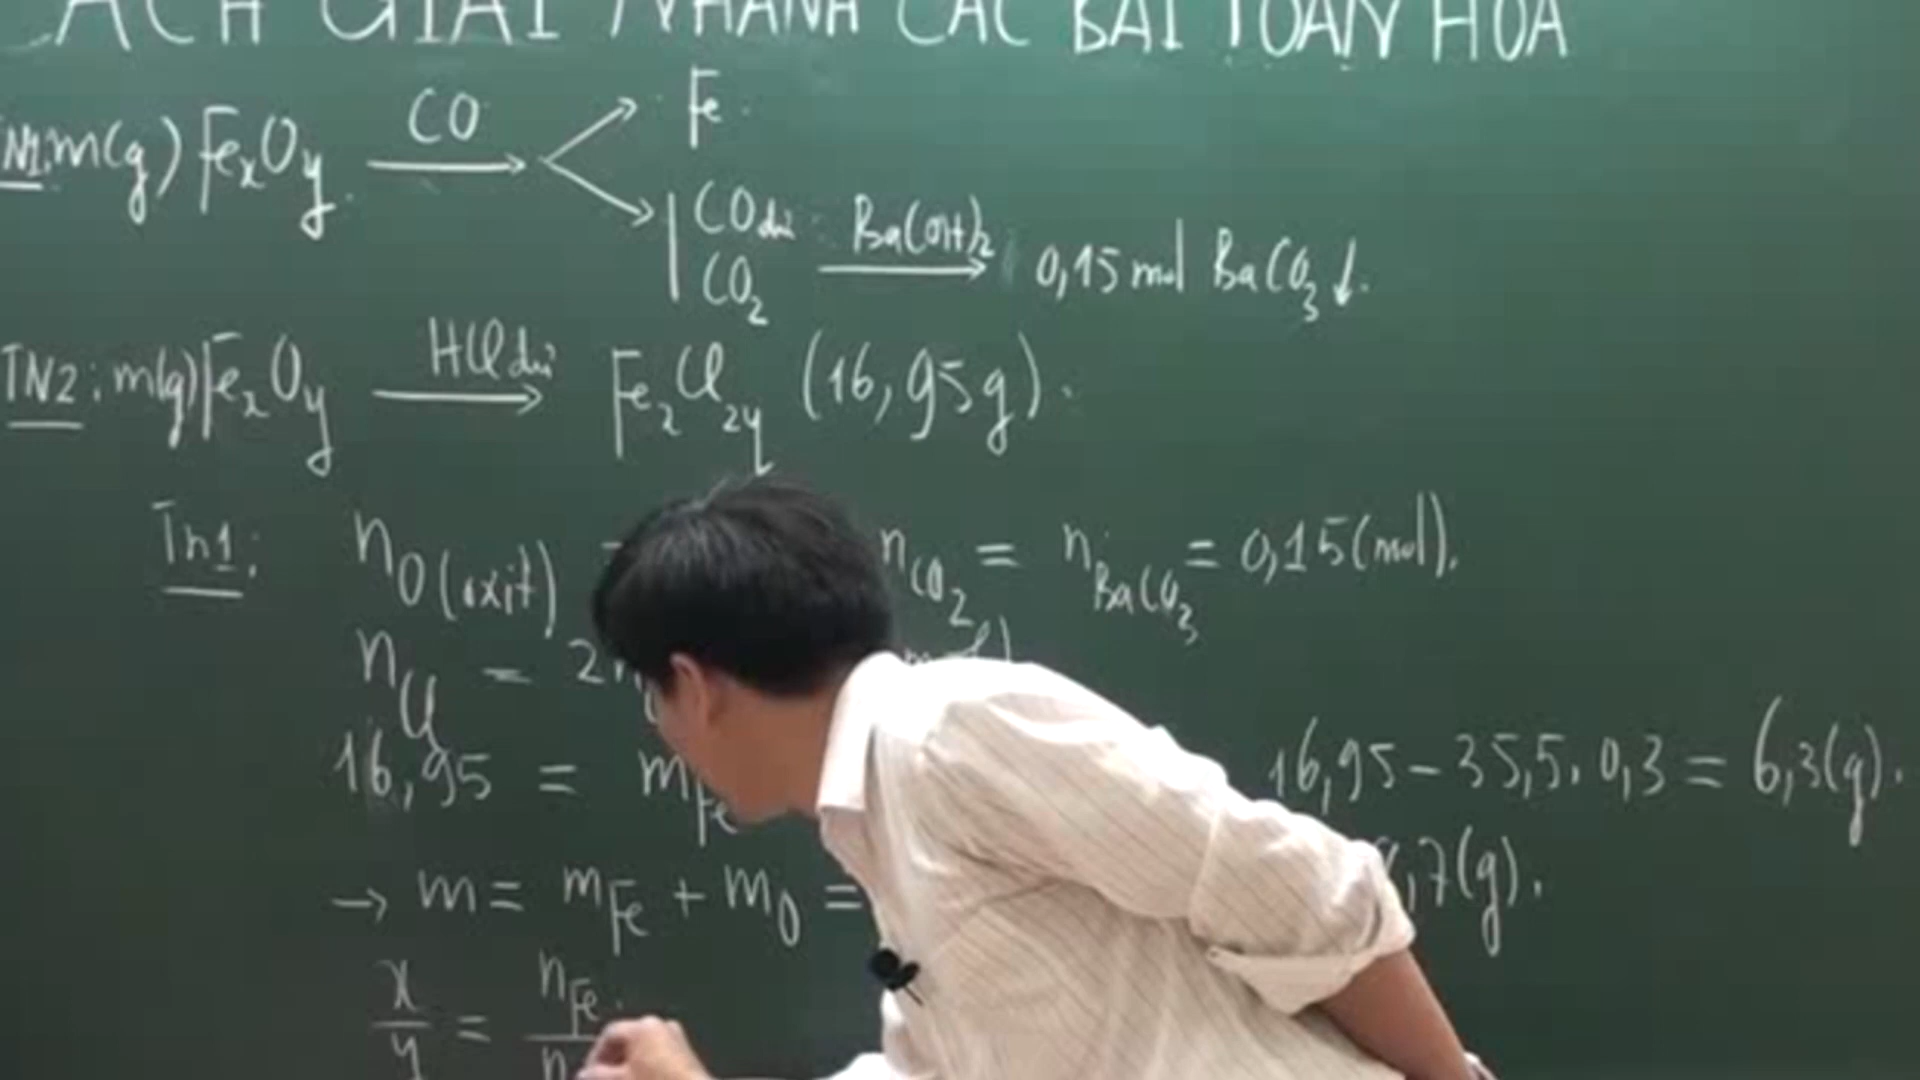 ÁCH GIẢI NHANH CÁC BÀI TOÁN HÓA
TN1: m(g) FexOy CO Fe
CO dư
CO2 Ba(OH)2 0,15 mol BaCO3↓.
TN2: m(g) FexOy HCl dư Fe2Cl2y (16,95g).
Tn1: nO(oxit) = nCO2 = nBaCO3 = 0,15(mol).
nCl = 2n
16,95 = mFe 16,95 - 35,5. 0,3 = 6,3(g).
→ m = mFe + mO = ,7(g).
x/y = nFe/n